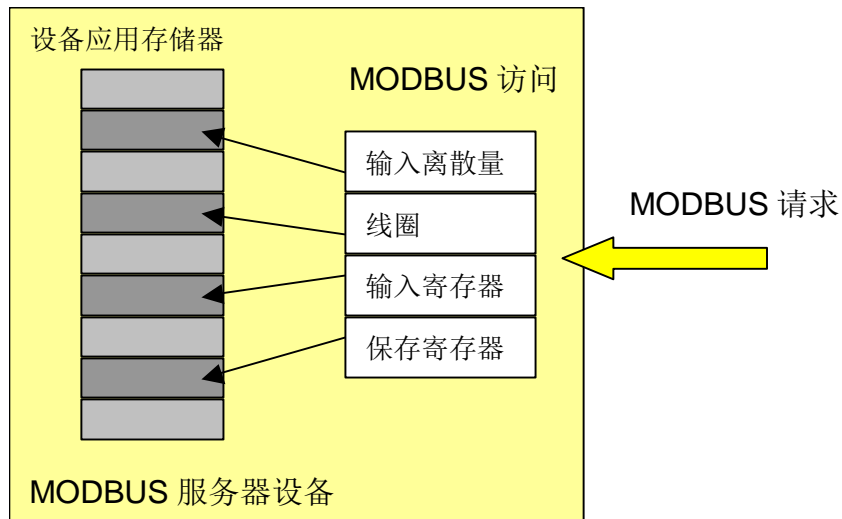 设备应用存储器
MODBUS 访问
输入离散量
线圈
输入寄存器
保存寄存器
MODBUS 请求
MODBUS 服务器设备